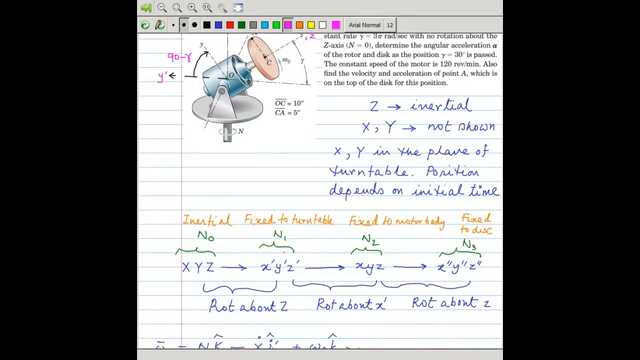 Arial Normal 12
stant rate γ̇ = 3π rad/sec with no rotation about the
Z-axis (N = 0), determine the angular acceleration α
of the rotor and disk as the position γ = 30° is passed.
The constant speed of the motor is 120 rev/min. Also
find the velocity and acceleration of point A, which is
on the top of the disk for this position.
z, z
90-γ
y
γ
y'
C
ω₀
O
O͞C͞ = 10"
C͞A͞ = 5"
N
Z → inertial
X, Y → not shown
X, Y in the plane of
turntable. Position
depends on initial time
Inertial Fixed to turntable Fixed to motor body Fixed to disc
N₀ N₁ N₂ N₃
X Y Z → x'y'z' → xyz → x"y"z"
Rot about Z Rot about x' Rot about z